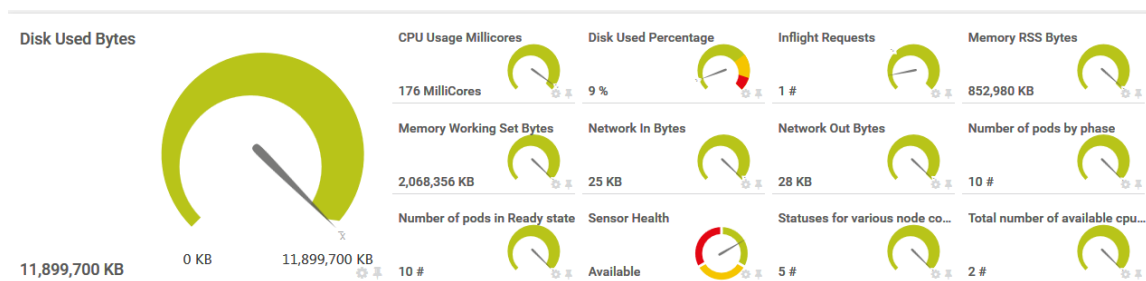 Disk Used Bytes
0 KB
11,899,700 KB
11,899,700 KB
CPU Usage Millicores
176 MilliCores
Disk Used Percentage
9 %
Inflight Requests
1 #
Memory RSS Bytes
852,980 KB
Memory Working Set Bytes
2,068,356 KB
Network In Bytes
25 KB
Network Out Bytes
28 KB
Number of pods by phase
10 #
Number of pods in Ready state
10 #
Sensor Health
Available
Statuses for various node co...
5 #
Total number of available cpu...
2 #